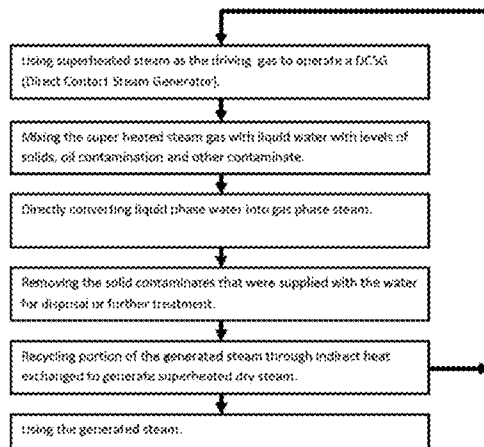 Using superheated steam as the driving gas to operate a DCSG
(Direct Contact Steam Generator).
Mixing the super heated steam gas with liquid water with levels of
solids, oil contamination and other contaminate.
Directly converting liquid phase water into gas phase steam.
Removing the solid contaminates that were supplied with the water
for disposal or further treatment.
Recycling portion of the generated steam through indirect heat
exchanged to generate superheated dry steam.
Using the generated steam.